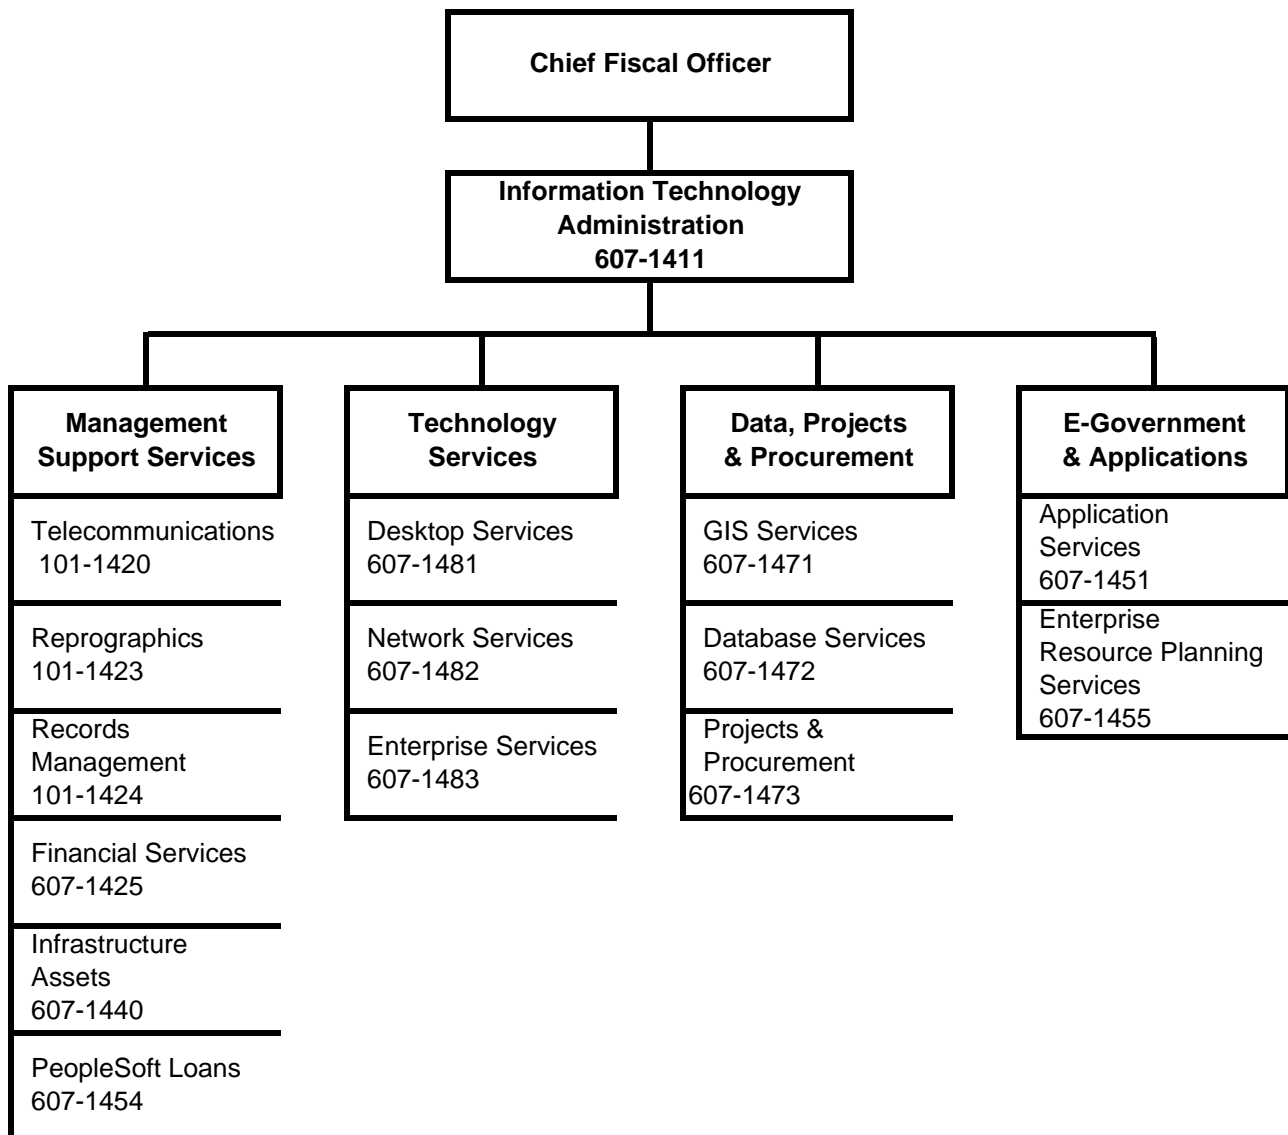 Chief Fiscal Officer
Information Technology
Administration
607-1411
Management
Support Services
Telecommunications
101-1420
Reprographics
101-1423
Records
Management
101-1424
Financial Services
607-1425
Infrastructure
Assets
607-1440
PeopleSoft Loans
607-1454
Technology
Services
Desktop Services
607-1481
Network Services
607-1482
Enterprise Services
607-1483
Data, Projects
& Procurement
GIS Services
607-1471
Database Services
607-1472
Projects &
Procurement
607-1473
E-Government
& Applications
Application
Services
607-1451
Enterprise
Resource Planning
Services
607-1455